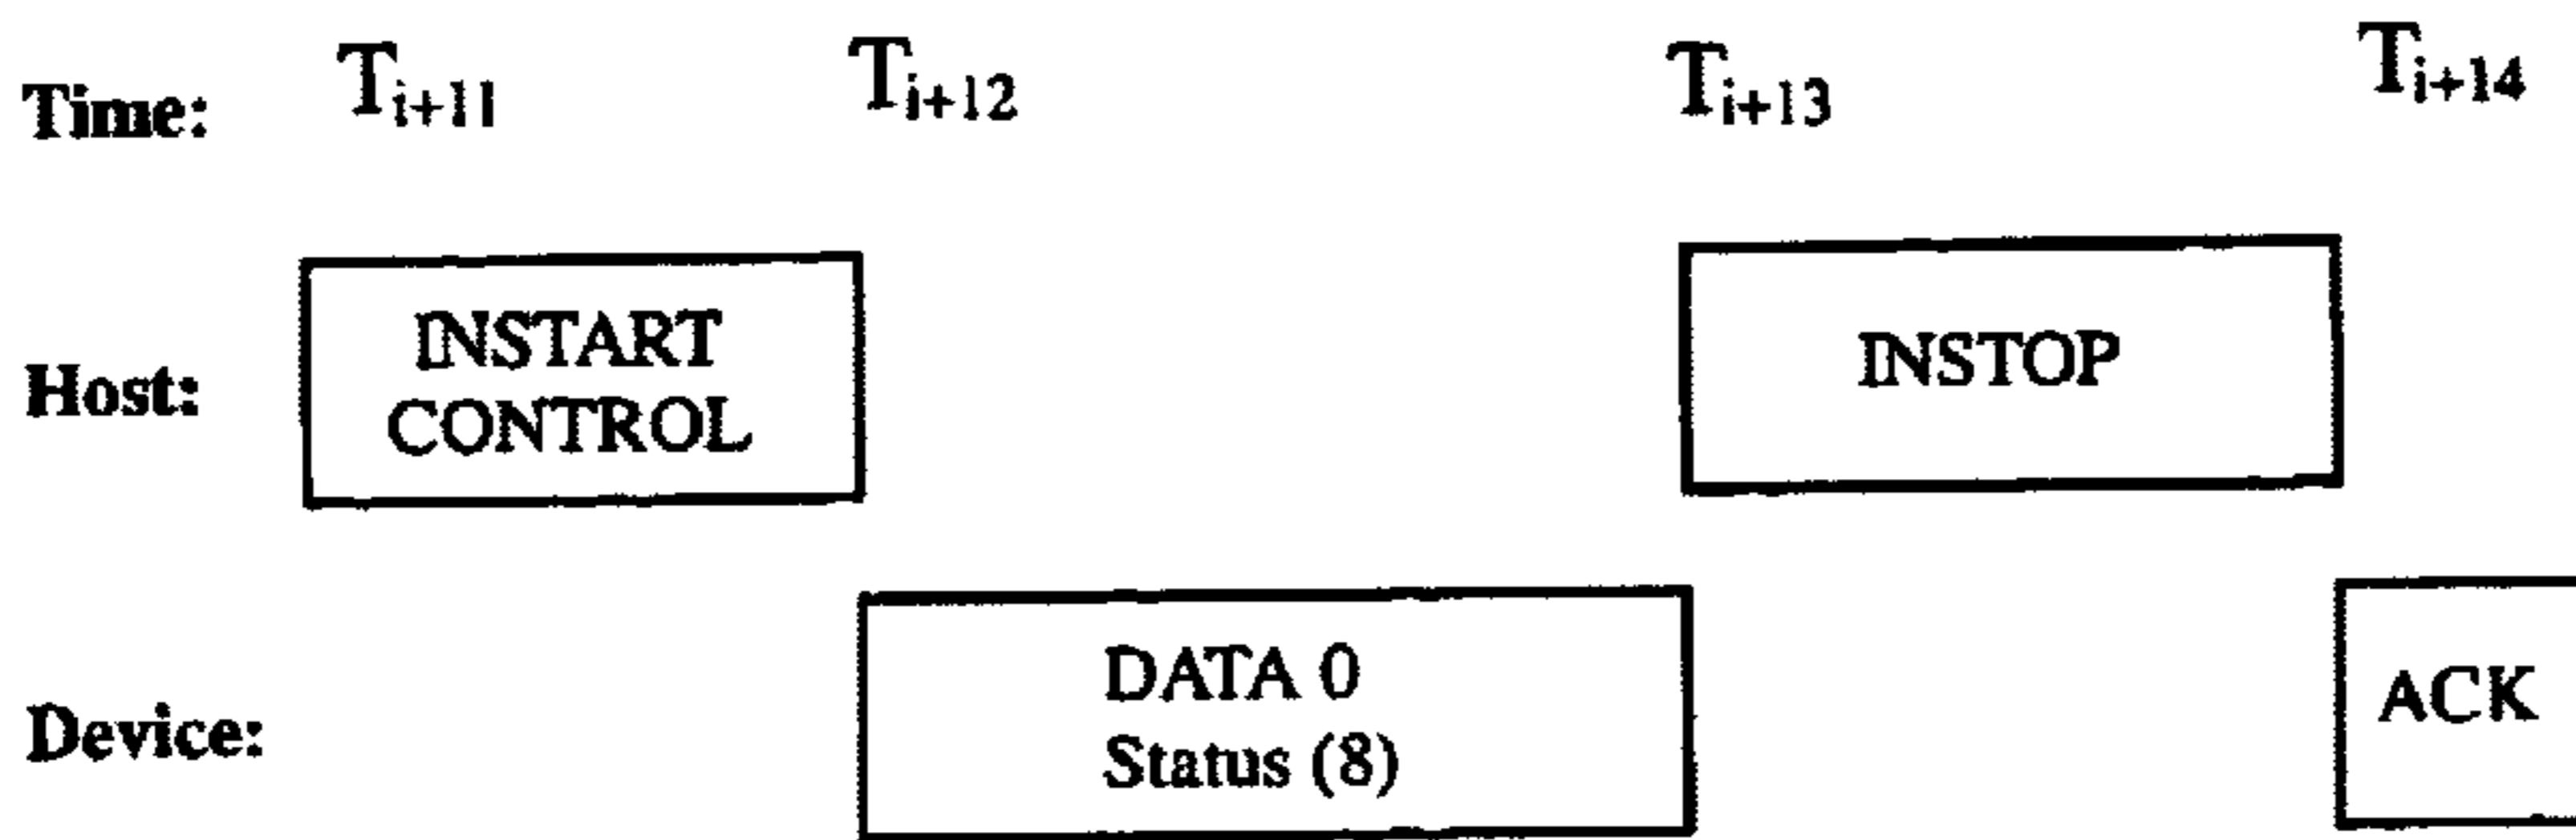 Time: T_{i+11} T_{i+12} T_{i+13} T_{i+14}
Host:
INSTART
CONTROL
INSTOP
Device:
DATA 0
Status (8)
ACK